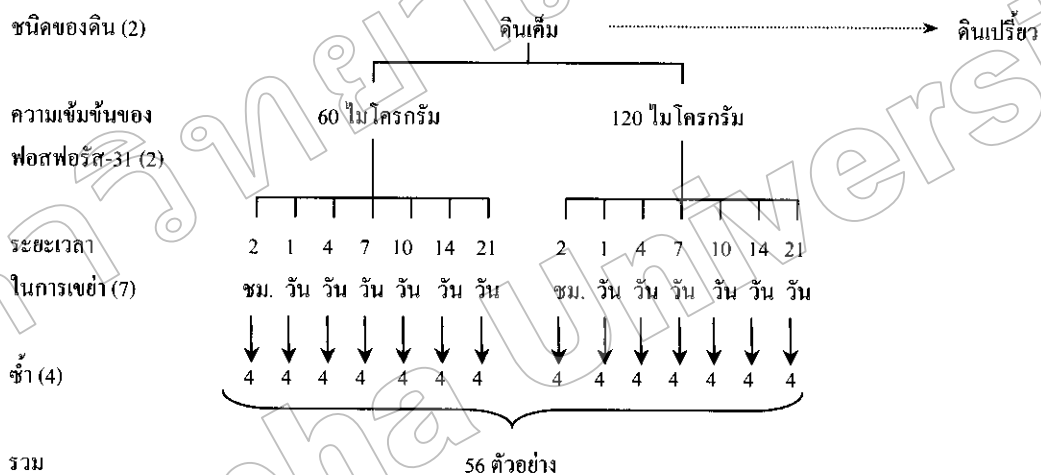 ชนิดของดิน (2) ดินเค็ม ดินเปรี้ยว
ความเข้มข้นของ 60 ไมโครกรัม 120 ไมโครกรัม
ฟอสฟอรัส-31 (2)
ระยะเวลา 2 1 4 7 10 14 21 2 1 4 7 10 14 21
ในการเขย่า (7) ชม. วัน วัน วัน วัน วัน วัน ชม. วัน วัน วัน วัน วัน วัน
ซ้ำ (4) 4 4 4 4 4 4 4 4 4 4 4 4 4 4
รวม 56 ตัวอย่าง